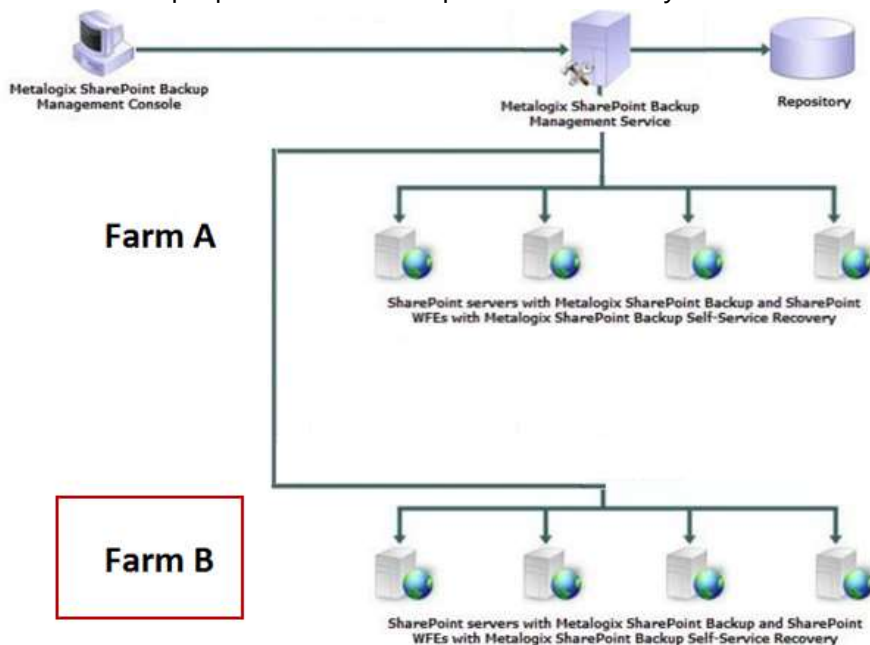 Metalogix SharePoint Backup
Management Console
Metalogix SharePoint Backup
Management Service
Repository
Farm A
SharePoint servers with Metalogix SharePoint Backup and SharePoint
WFEs with Metalogix SharePoint Backup Self-Service Recovery
Farm B
SharePoint servers with Metalogix SharePoint Backup and SharePoint
WFEs with Metalogix SharePoint Backup Self-Service Recovery